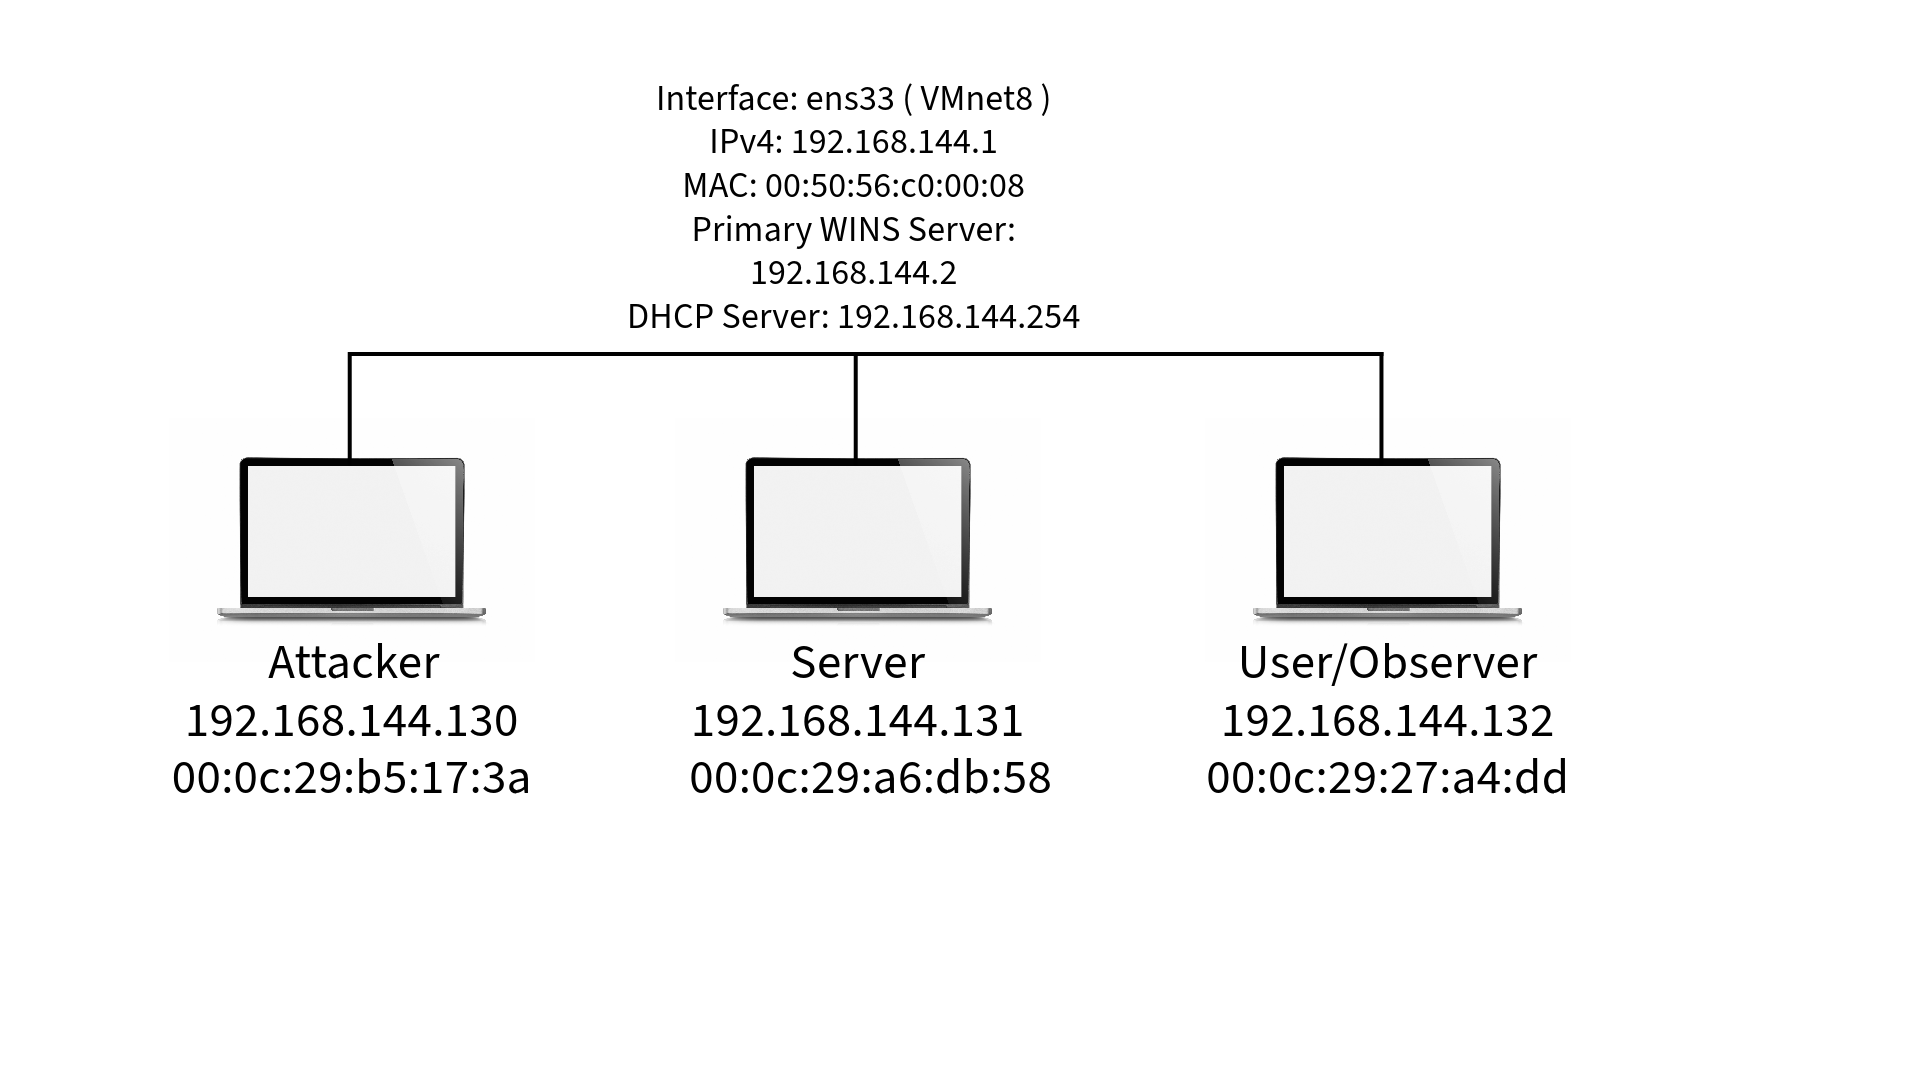 Interface: ens33 ( VMnet8 )
IPv4: 192.168.144.1
MAC: 00:50:56:c0:00:08
Primary WINS Server:
192.168.144.2
DHCP Server: 192.168.144.254
Attacker
192.168.144.130
00:0c:29:b5:17:3a
Server
192.168.144.131
00:0c:29:a6:db:58
User/Observer
192.168.144.132
00:0c:29:27:a4:dd